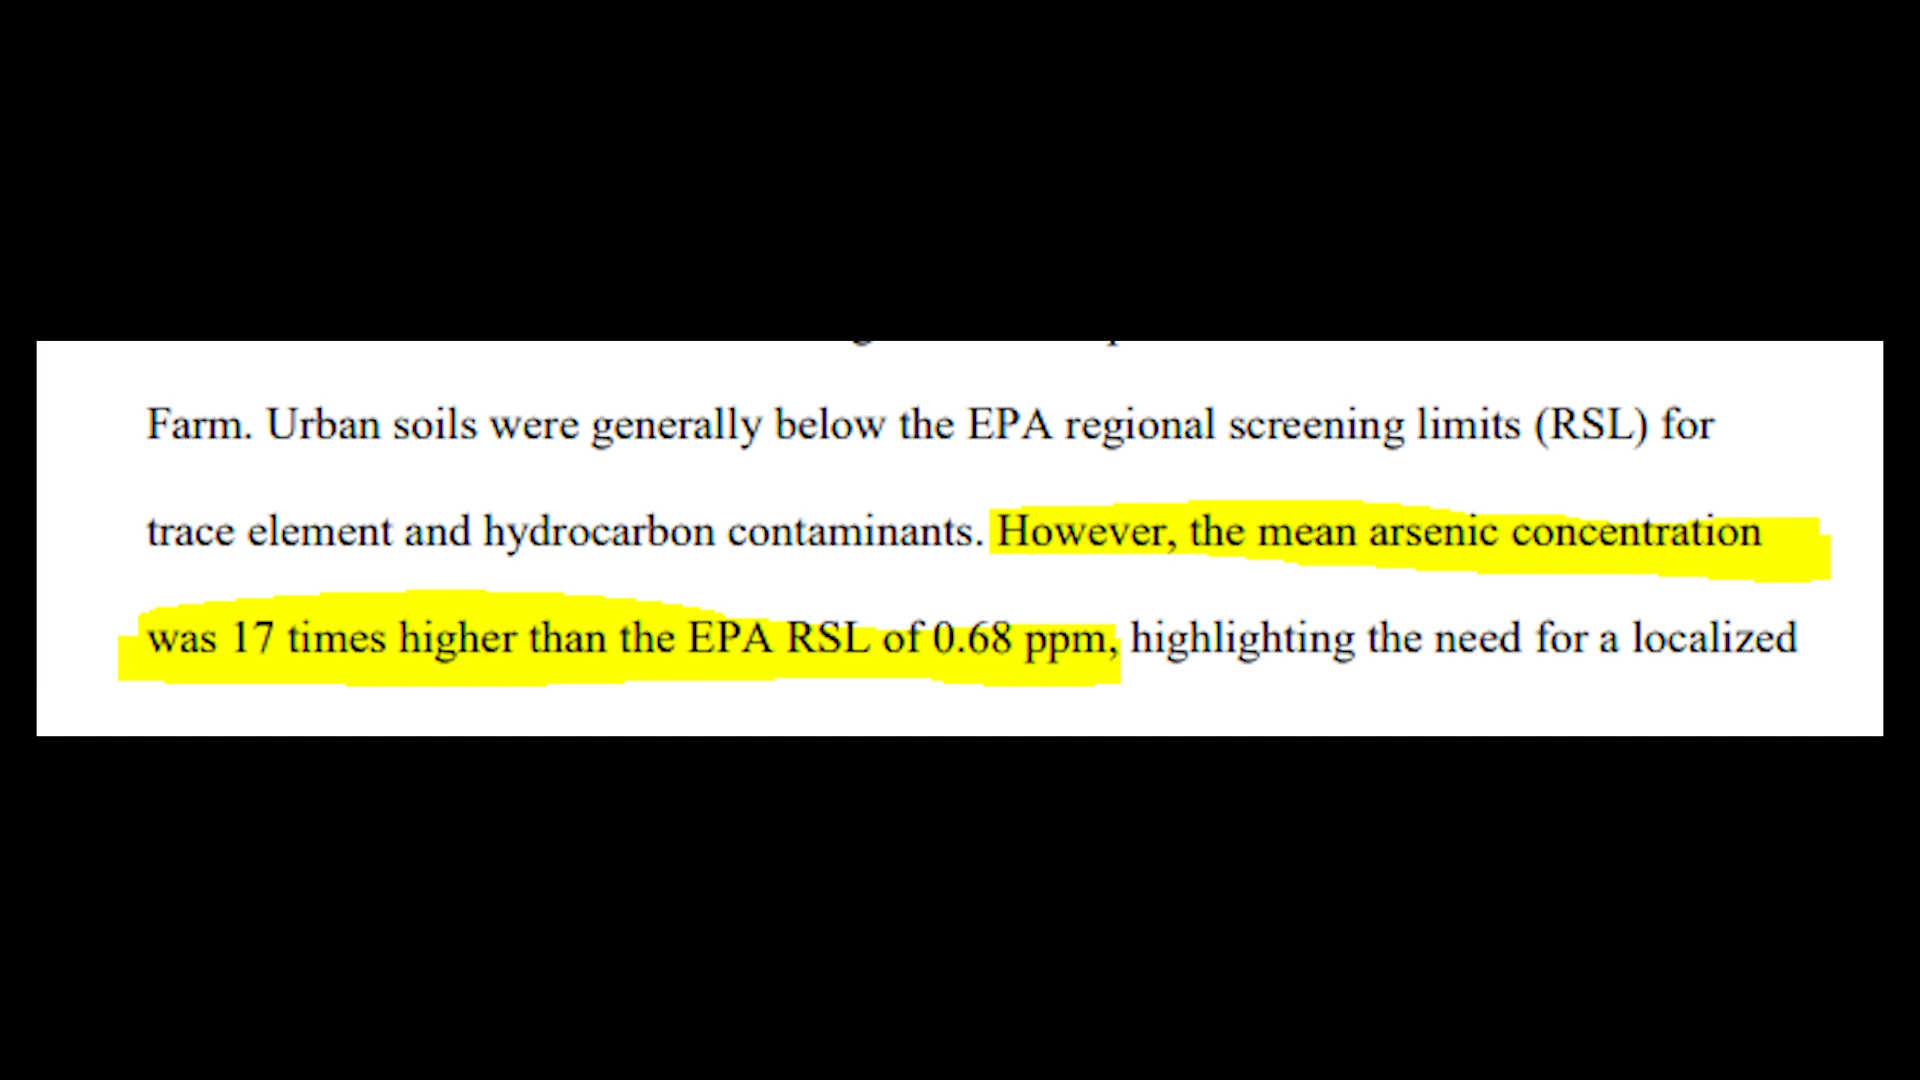 Farm. Urban soils were generally below the EPA regional screening limits (RSL) for
trace element and hydrocarbon contaminants. However, the mean arsenic concentration
was 17 times higher than the EPA RSL of 0.68 ppm, highlighting the need for a localized